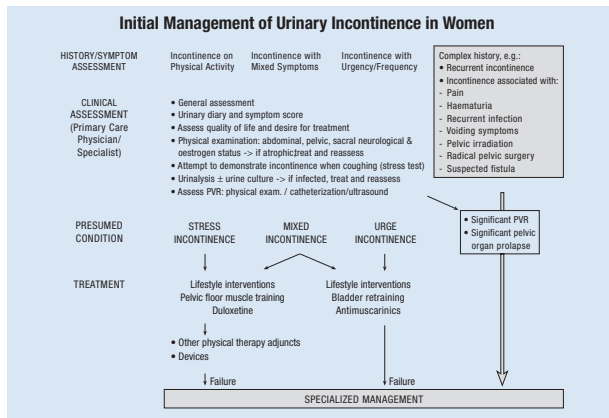 Initial Management of Urinary Incontinence in Women
HISTORY/SYMPTOM
ASSESSMENT
Incontinence on
Physical Activity
Incontinence with
Mixed Symptoms
Incontinence with
Urgency/Frequency
Complex history, e.g.:
• Recurrent incontinence
• Incontinence associated with:
- Pain
- Haematuria
- Recurrent infection
- Voiding symptoms
- Pelvic irradiation
- Radical pelvic surgery
- Suspected fistula
CLINICAL
ASSESSMENT
(Primary Care
Physician/
Specialist)
• General assessment
• Urinary diary and symptom score
• Assess quality of life and desire for treatment
• Physical examination: abdominal, pelvic, sacral neurological &
oestrogen status -> if atrophic;treat and reassess
• Attempt to demonstrate incontinence when coughing (stress test)
• Urinalysis ± urine culture -> if infected, treat and reassess
• Assess PVR: physical exam. / catheterization/ultrasound
• Significant PVR
• Significant pelvic
organ prolapse
PRESUMED
CONDITION
STRESS
INCONTINENCE
MIXED
INCONTINENCE
URGE
INCONTINENCE
TREATMENT
Lifestyle interventions
Pelvic floor muscle training
Duloxetine
Lifestyle interventions
Bladder retraining
Antimuscarinics
• Other physical therapy adjuncts
• Devices
Failure
Failure
SPECIALIZED MANAGEMENT